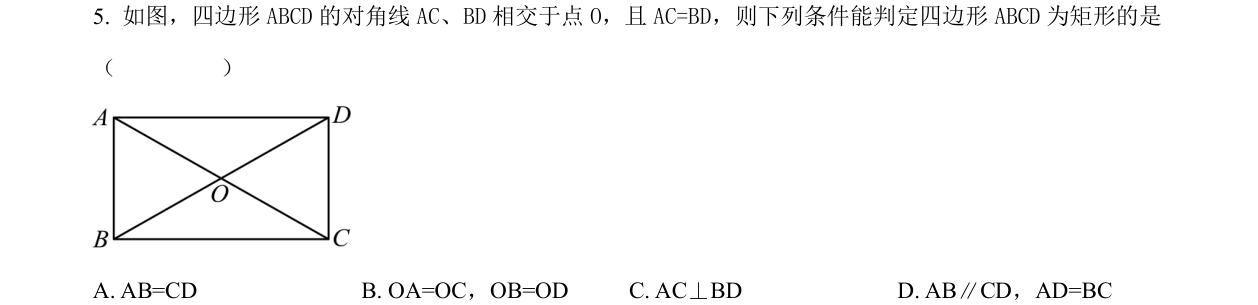 5. 如图，四边形 ABCD 的对角线 AC、BD 相交于点 O，且 AC=BD，则下列条件能判定四边形 ABCD 为矩形的是
（　　　　）
A
D
O
B
C
A. AB=CD B. OA=OC，OB=OD C. AC⊥BD D. AB∥CD，AD=BC